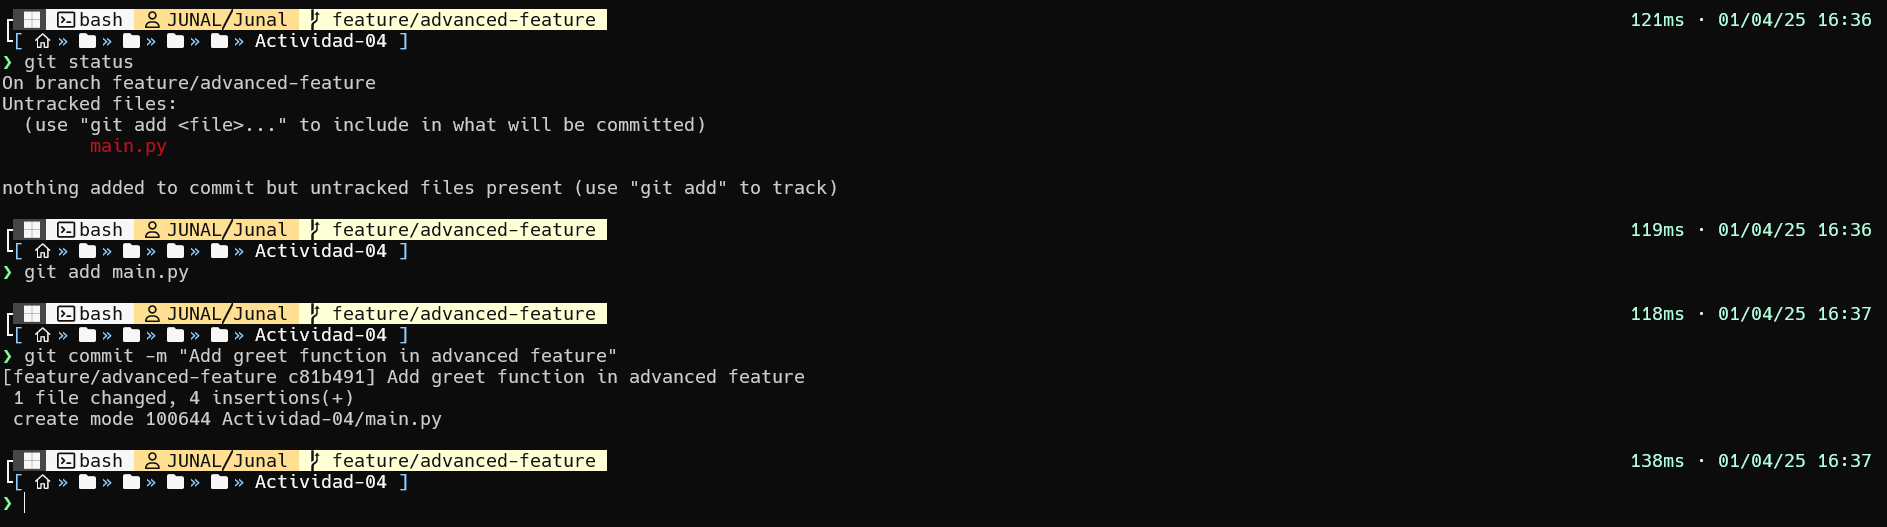 bash JUNAL/Junal feature/advanced-feature 121ms · 01/04/25 16:36
[ » » » » » Actividad-04 ]
❯ git status
On branch feature/advanced-feature
Untracked files:
  (use "git add <file>..." to include in what will be committed)
        main.py

nothing added to commit but untracked files present (use "git add" to track)

bash JUNAL/Junal feature/advanced-feature 119ms · 01/04/25 16:36
[ » » » » » Actividad-04 ]
❯ git add main.py

bash JUNAL/Junal feature/advanced-feature 118ms · 01/04/25 16:37
[ » » » » » Actividad-04 ]
❯ git commit -m "Add greet function in advanced feature"
[feature/advanced-feature c81b491] Add greet function in advanced feature
 1 file changed, 4 insertions(+)
 create mode 100644 Actividad-04/main.py

bash JUNAL/Junal feature/advanced-feature 138ms · 01/04/25 16:37
[ » » » » » Actividad-04 ]
❯